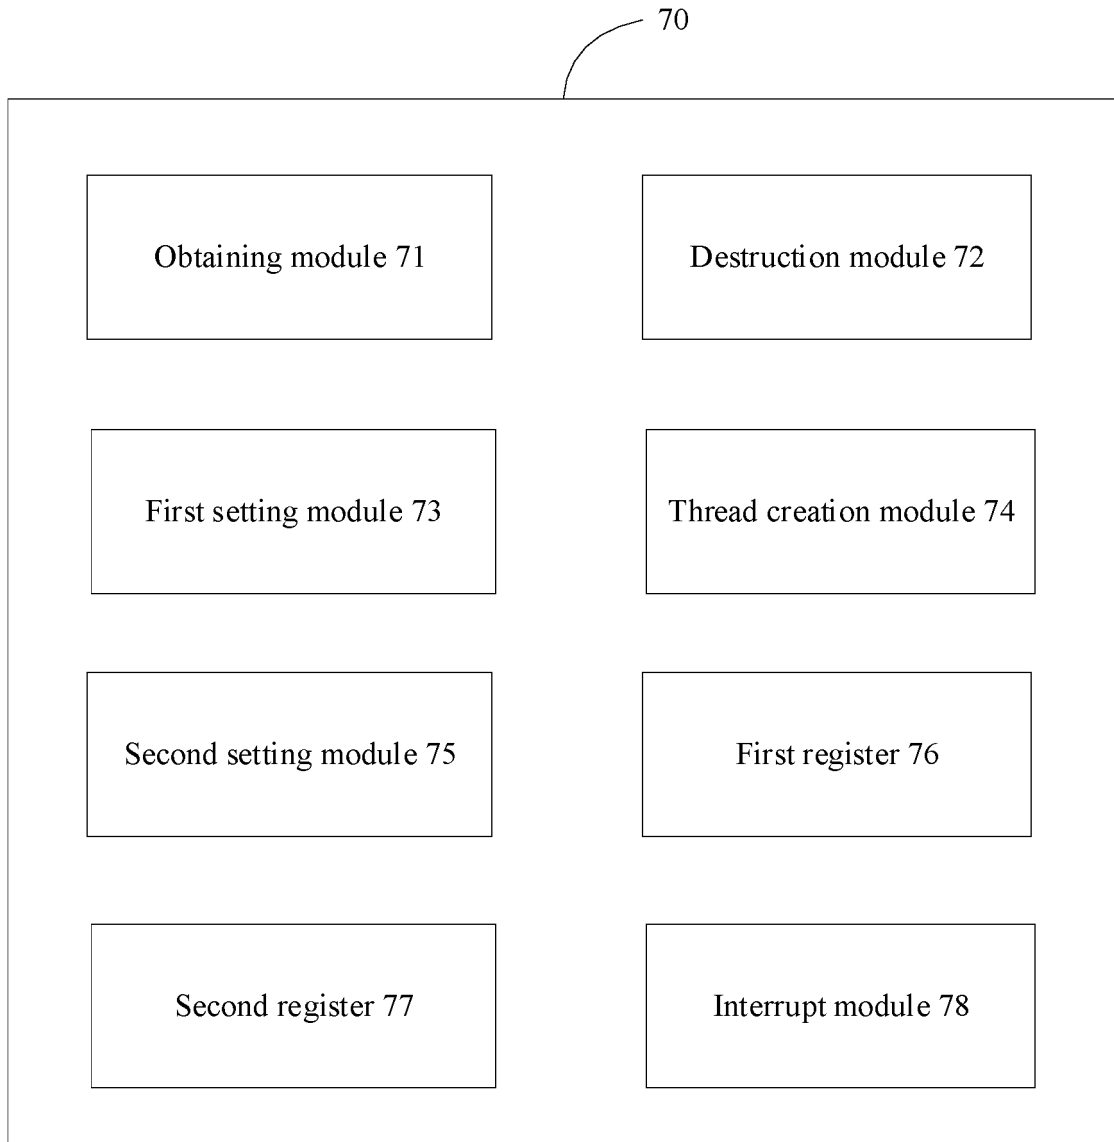 70
Obtaining module 71
Destruction module 72
First setting module 73
Thread creation module 74
Second setting module 75
First register 76
Second register 77
Interrupt module 78